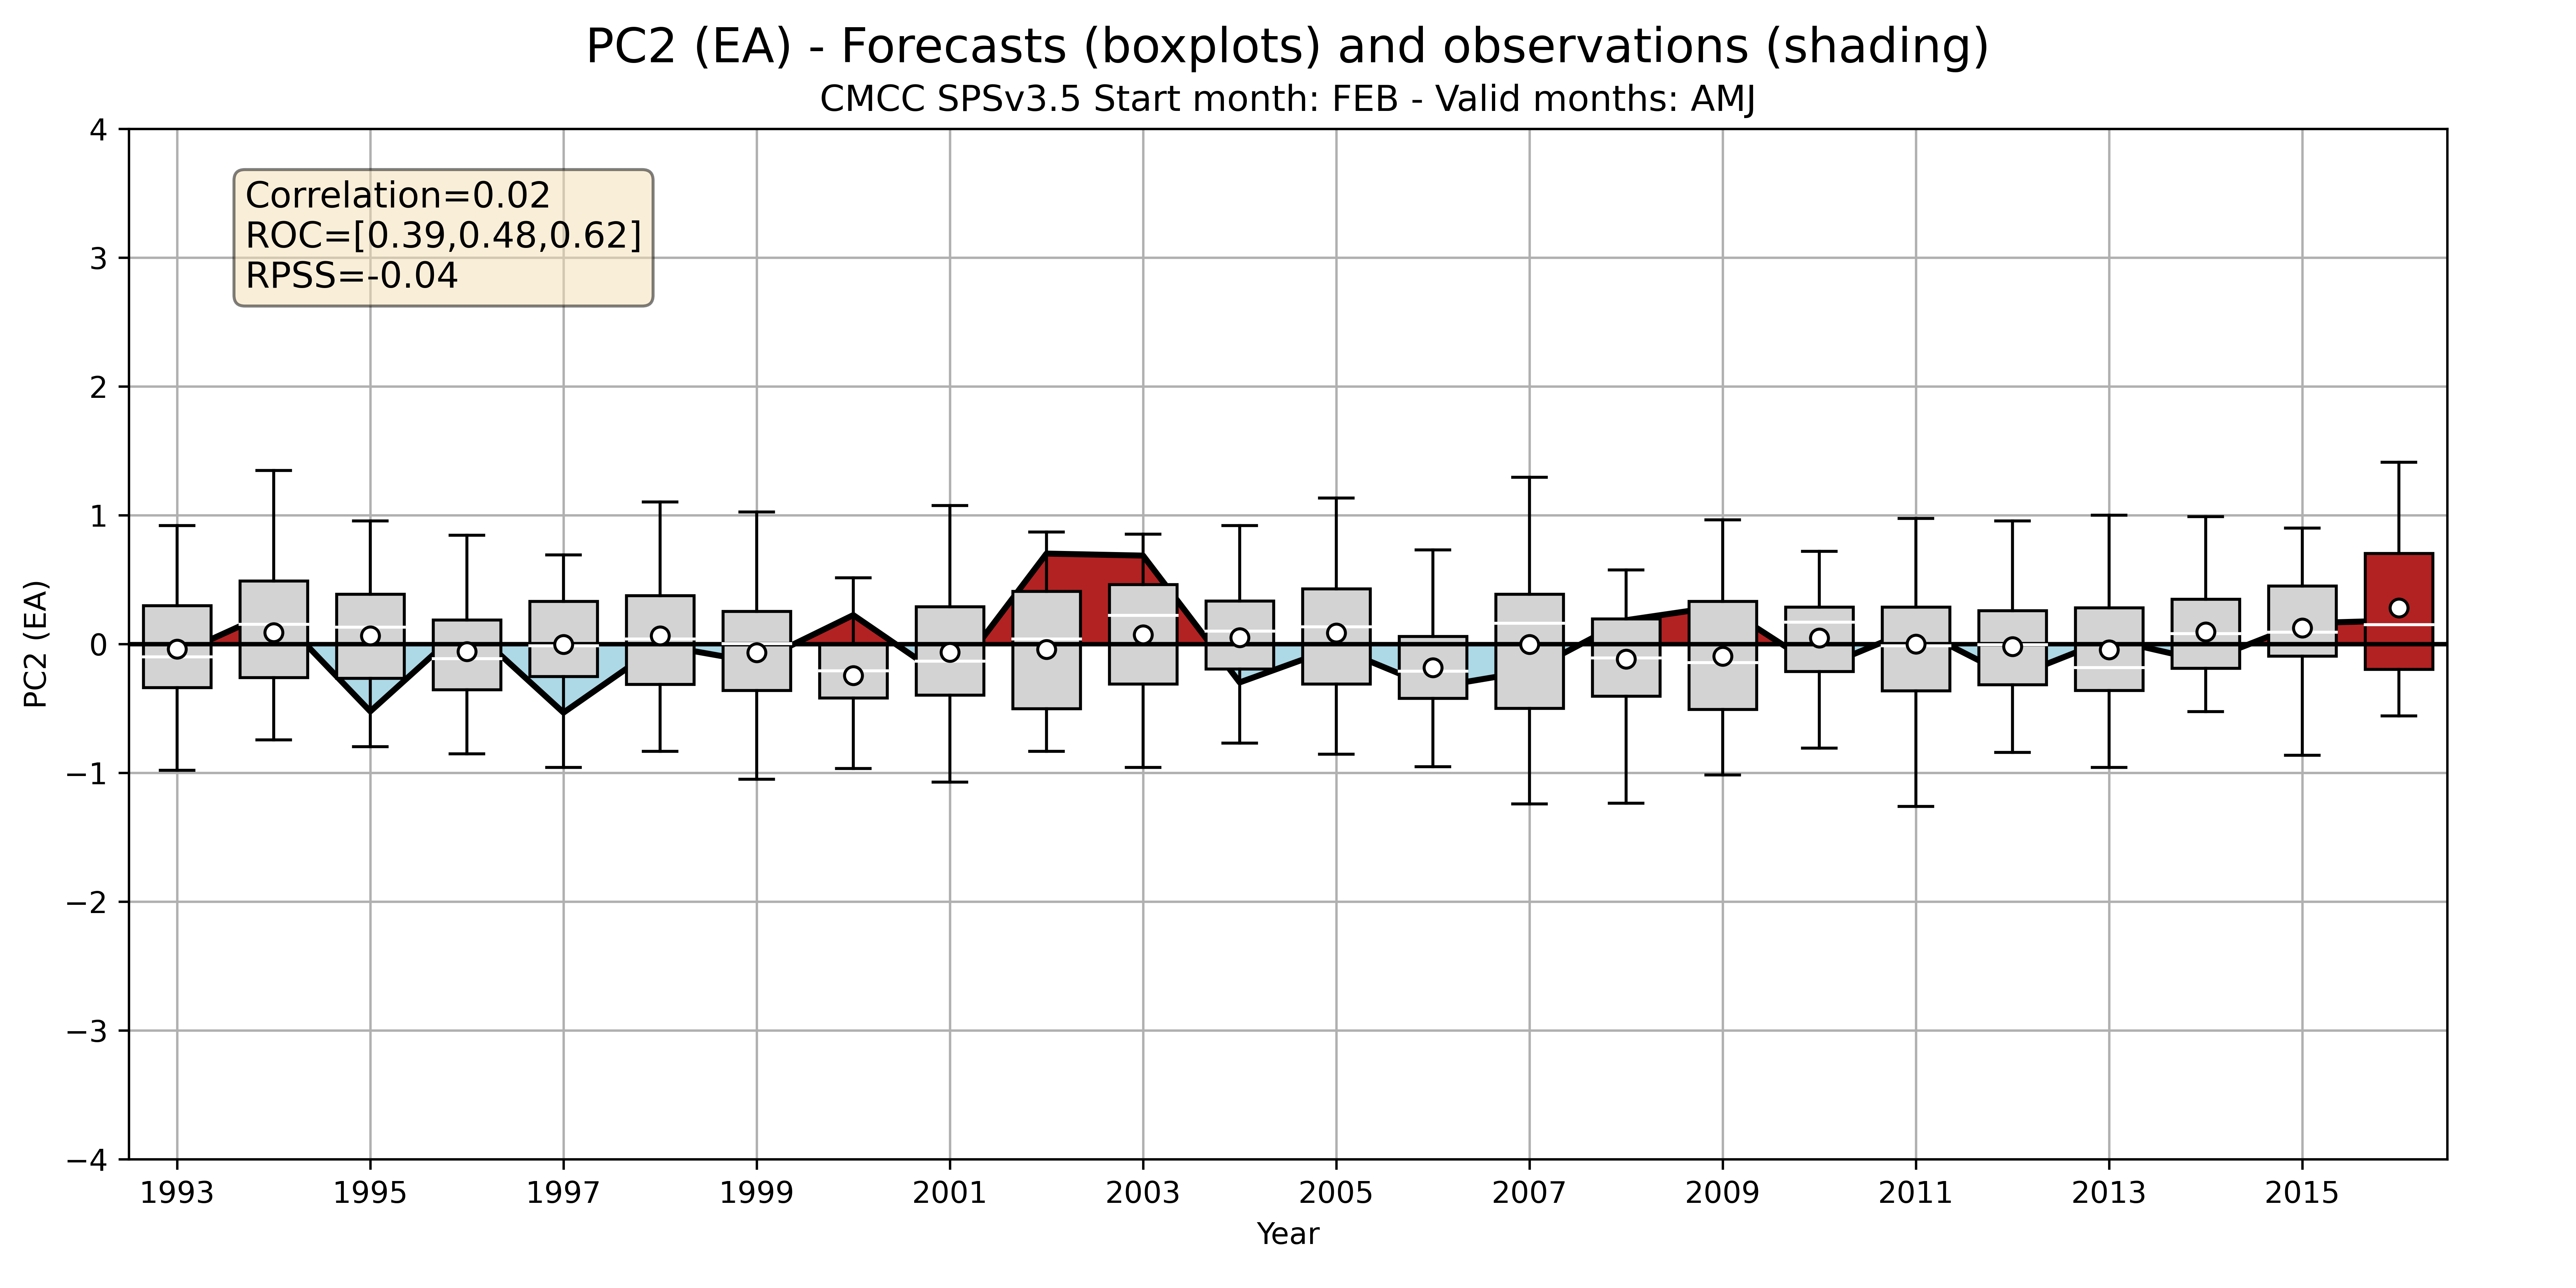 PC2 (EA) - Forecasts (boxplots) and observations (shading)
CMCC SPSv3.5 Start month: FEB - Valid months: AMJ
Correlation=0.02
ROC=[0.39,0.48,0.62]
RPSS=-0.04
PC2 (EA)
4
3
2
1
0
−1
−2
−3
−4
1993 1995 1997 1999 2001 2003 2005 2007 2009 2011 2013 2015
Year